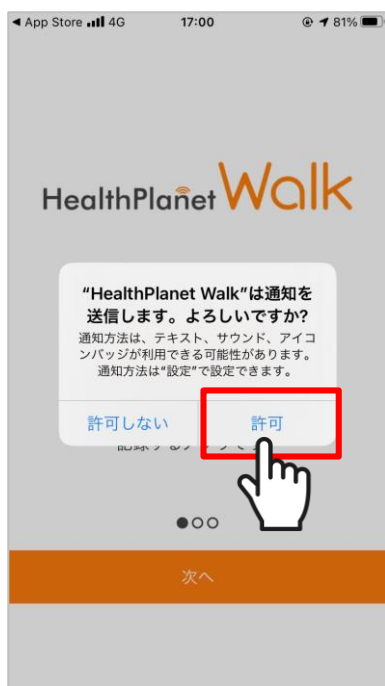 App Store 4G 17:00 81%
HealthPlanet Walk
"HealthPlanet Walk"は通知を
送信します。よろしいですか?
通知方法は、テキスト、サウンド、アイコ
ンバッジが利用できる可能性があります。
通知方法は"設定"で設定できます。
許可しない 許可
次へ